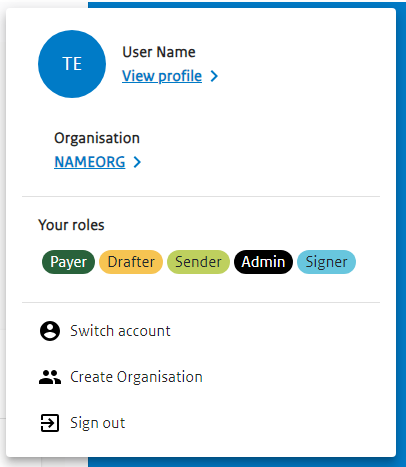 TE
User Name
View profile
Organisation
NAMEORG
Your roles
Payer Drafter Sender Admin Signer
Switch account
Create Organisation
Sign out